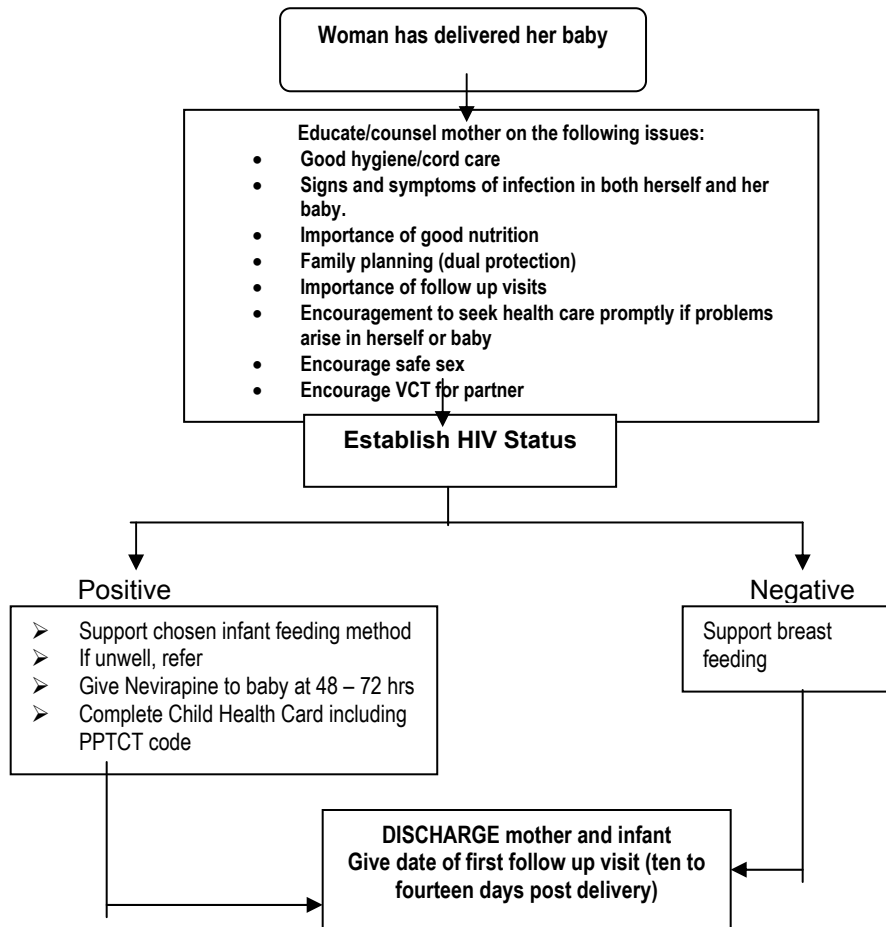 Woman has delivered her baby
Educate/counsel mother on the following issues:
• Good hygiene/cord care
• Signs and symptoms of infection in both herself and her
baby.
• Importance of good nutrition
• Family planning (dual protection)
• Importance of follow up visits
• Encouragement to seek health care promptly if problems
arise in herself or baby
• Encourage safe sex
• Encourage VCT for partner
Establish HIV Status
Positive
➢ Support chosen infant feeding method
➢ If unwell, refer
➢ Give Nevirapine to baby at 48 – 72 hrs
➢ Complete Child Health Card including
PPTCT code
Negative
Support breast
feeding
DISCHARGE mother and infant
Give date of first follow up visit (ten to
fourteen days post delivery)